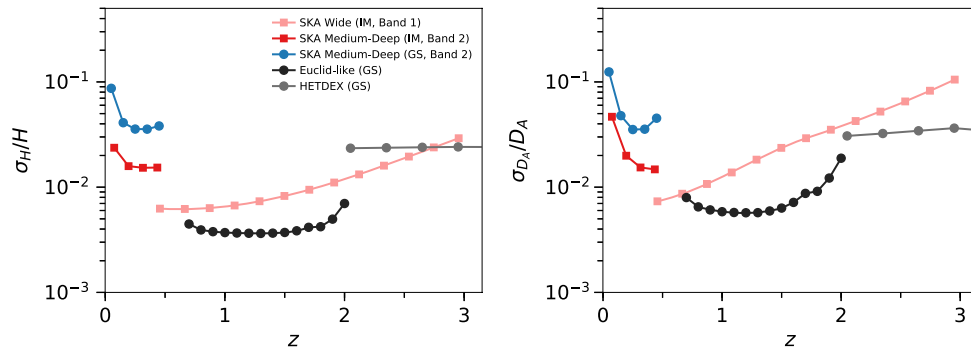 SKA Wide (IM, Band 1)
SKA Medium-Deep (IM, Band 2)
SKA Medium-Deep (GS, Band 2)
Euclid-like (GS)
HETDEX (GS)
σ_H/H
10⁻¹
10⁻²
10⁻³
0 1 2 3
z
σ_{D_A}/D_A
10⁻¹
10⁻²
10⁻³
0 1 2 3
z